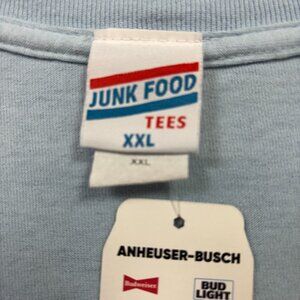 JUNK FOOD
TEES
XXL
XXL
ANHEUSER-BUSCH
Budweiser
BUD
LIGHT